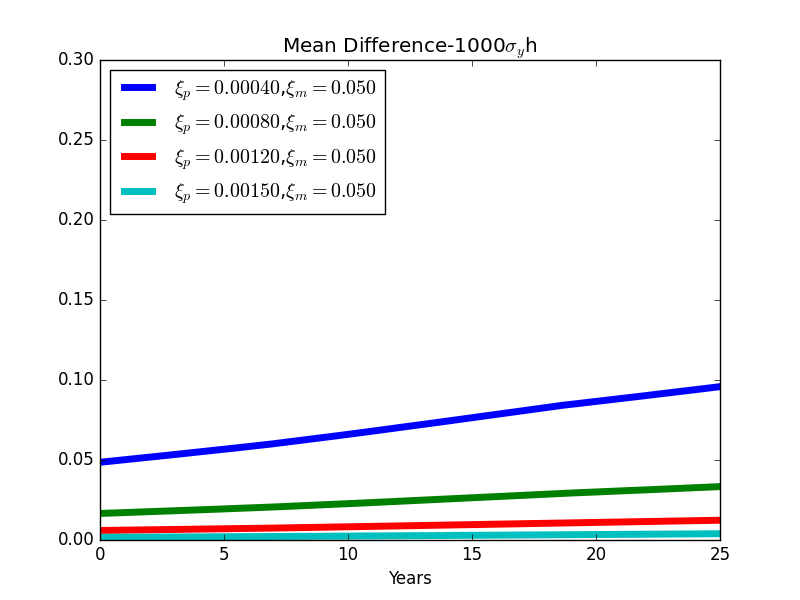 Mean Difference-1000σ_yh
0.30
0.25
0.20
0.15
0.10
0.05
0.00
ξ_p = 0.00040,ξ_m = 0.050
ξ_p = 0.00080,ξ_m = 0.050
ξ_p = 0.00120,ξ_m = 0.050
ξ_p = 0.00150,ξ_m = 0.050
0 5 10 15 20 25
Years